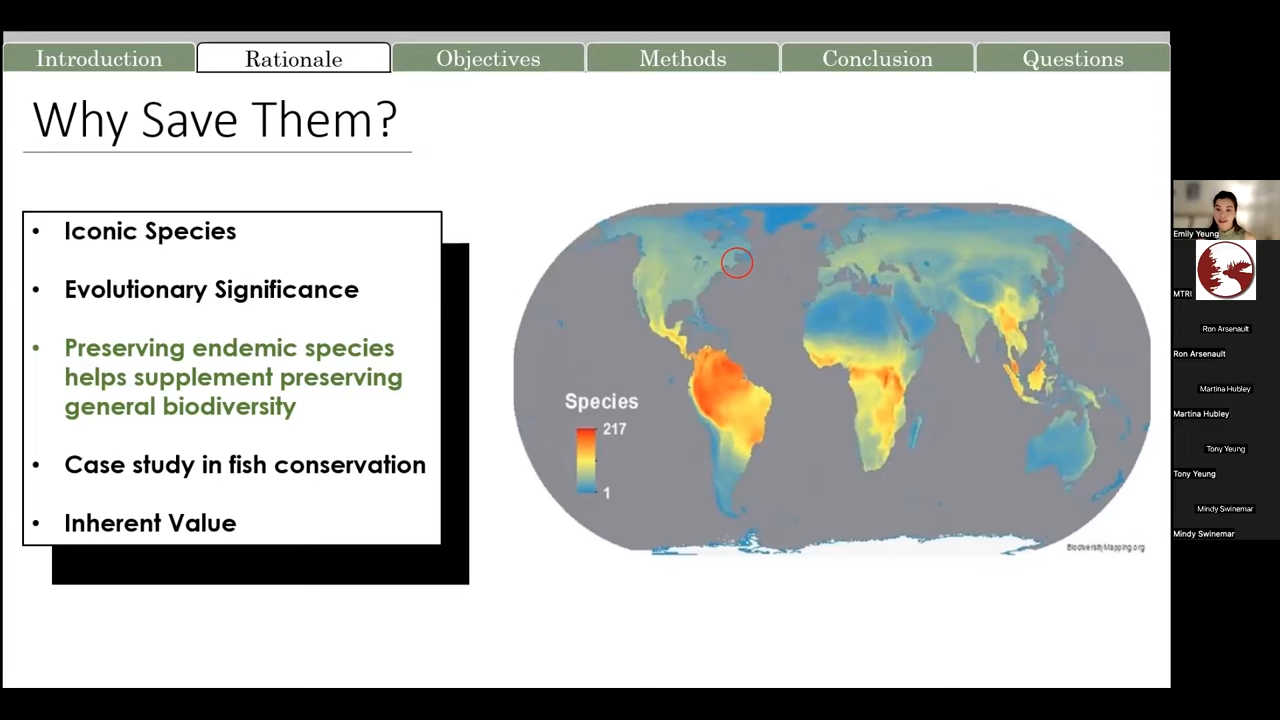 Introduction
Rationale
Objectives
Methods
Conclusion
Questions
Why Save Them?
• Iconic Species
• Evolutionary Significance
• Preserving endemic species
helps supplement preserving
general biodiversity
• Case study in fish conservation
• Inherent Value
Species
217
1
BiodiversityMapping.org
Emily Yeung
MTRI
Ron Arsenault
Ron Arsenault
Martina Hubley
Martina Hubley
Tony Yeung
Tony Yeung
Mindy Swinemar
Mindy Swinemar